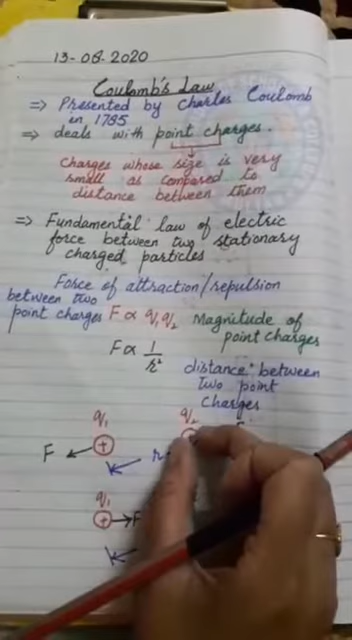 13-08-2020
Coulomb's Law
⇒ Presented by Charles Coulomb
in 1785
⇒ deals with point charges.
Charges whose size is very
small as compared to
distance between them
⇒ Fundamental law of electric
force between two stationary
charged particles
Force of attraction/repulsion
between two
point charges F ∝ q₁q₂ Magnitude of
point charges
F ∝ 1/r²
distance between
two point
charges
q₁ q₂
F + r
q₁
+ F